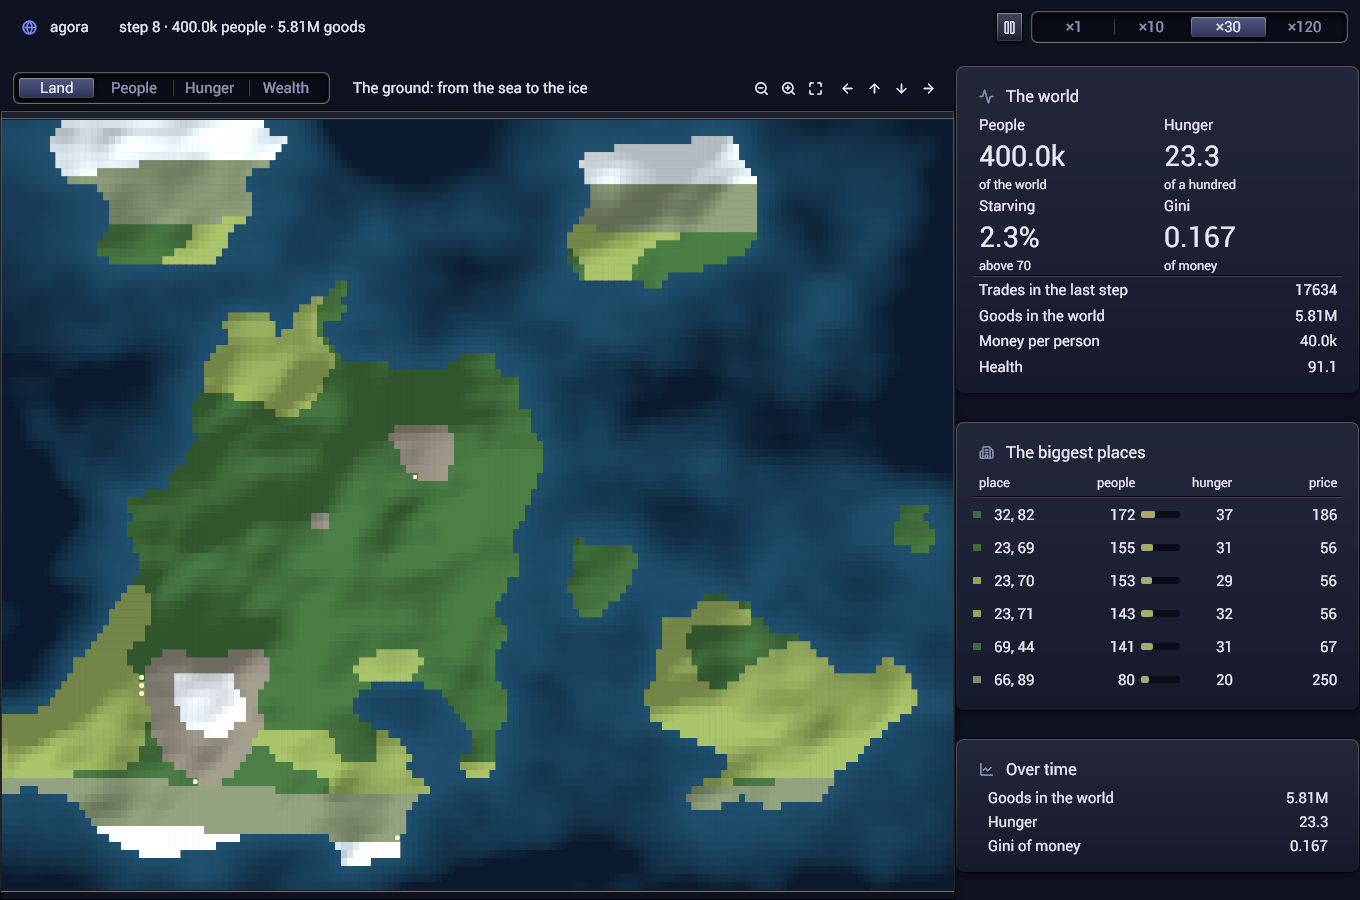 agora step 8 · 400.0k people · 5.81M goods ×1 ×10 ×30 ×120
Land People Hunger Wealth The ground: from the sea to the ice
The world
People Hunger
400.0k 23.3
of the world of a hundred
Starving Gini
2.3% 0.167
above 70 of money
Trades in the last step 17634
Goods in the world 5.81M
Money per person 40.0k
Health 91.1
The biggest places
place people hunger price
32, 82 172 37 186
23, 69 155 31 56
23, 70 153 29 56
23, 71 143 32 56
69, 44 141 31 67
66, 89 80 20 250
Over time
Goods in the world 5.81M
Hunger 23.3
Gini of money 0.167